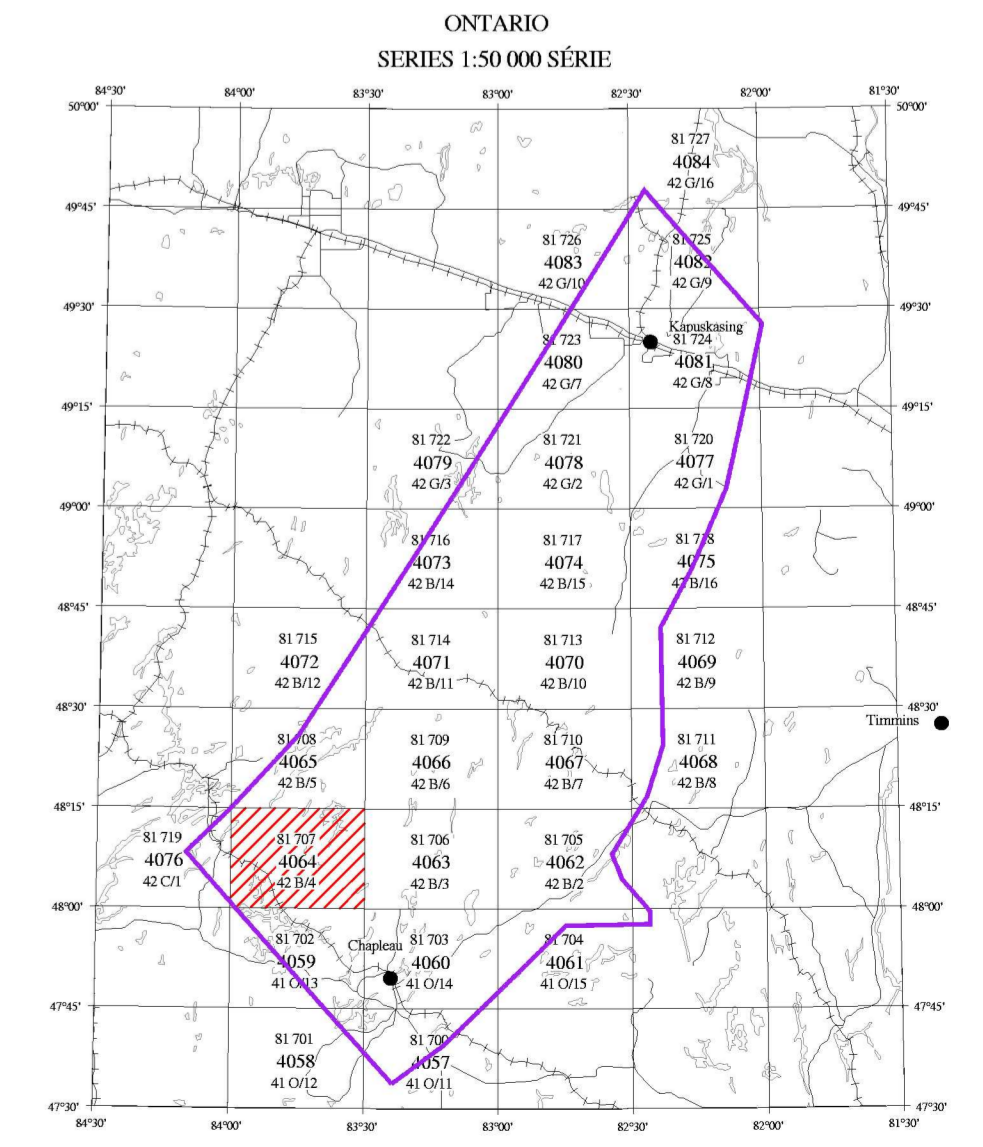 ONTARIO
SERIES 1:50 000 SÉRIE
84°30' 84°00' 83°30' 83°00' 82°30' 82°00' 81°30'
50°00' 50°00'
81 727
4084
42 G/16
49°45' 49°45'
81 726 81 725
4083 4082
42 G/10 42 G/9
49°30' 49°30'
Kapuskasing
81 723 81 724
4080 4081
42 G/7 42 G/8
49°15' 49°15'
81 722 81 721 81 720
4079 4078 4077
42 G/3 42 G/2 42 G/1
49°00' 49°00'
81 716 81 717 81 718
4073 4074 4075
42 B/14 42 B/15 42 B/16
48°45' 48°45'
81 715 81 714 81 713 81 712
4072 4071 4070 4069
42 B/12 42 B/11 42 B/10 42 B/9
48°30' 48°30'
Timmins
81 708 81 709 81 710 81 711
4065 4066 4067 4068
42 B/5 42 B/6 42 B/7 42 B/8
48°15' 48°15'
81 719 81 707 81 706 81 705
4076 4064 4063 4062
42 C/1 42 B/4 42 B/3 42 B/2
48°00' 48°00'
81 702 Chapleau 81 703 81 704
4059 4060 4061
41 O/13 41 O/14 41 O/15
47°45' 47°45'
81 701 81 700
4058 4057
41 O/12 41 O/11
47°30' 47°30'
84°30' 84°00' 83°30' 83°00' 82°30' 82°00' 81°30'